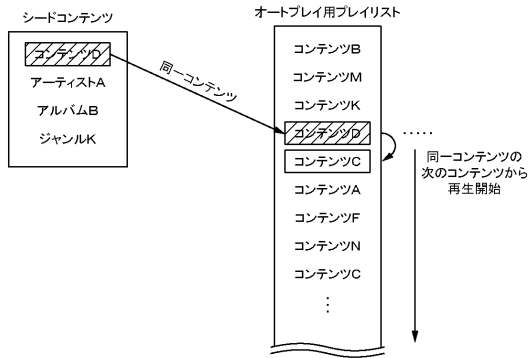 シードコンテンツ
コンテンツD
アーティストA
アルバムB
ジャンルK
同一コンテンツ
オートプレイ用プレイリスト
コンテンツB
コンテンツM
コンテンツK
コンテンツD
コンテンツC
コンテンツA
コンテンツF
コンテンツN
コンテンツC
⋮
・・・・・
同一コンテンツの
次のコンテンツから
再生開始